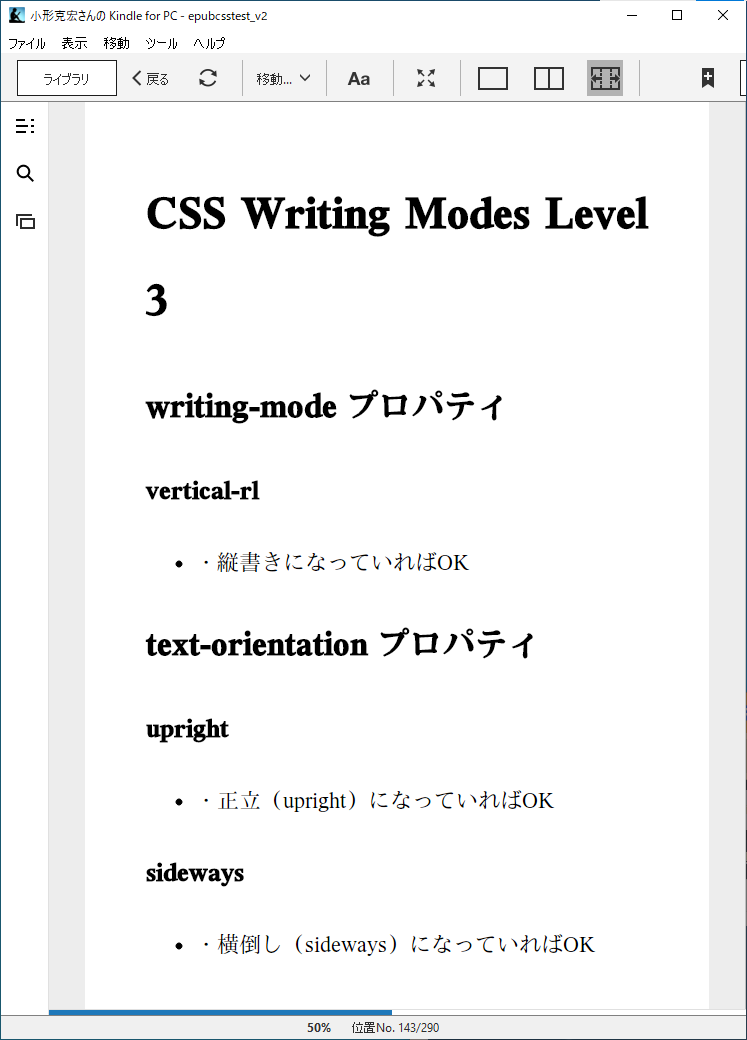 小形克宏さんの Kindle for PC - epubcsstest_v2
ファイル 表示 移動 ツール ヘルプ
ライブラリ 戻る 移動... Aa
CSS Writing Modes Level
3
writing-mode プロパティ
vertical-rl
• ・縦書きになっていればOK
text-orientation プロパティ
upright
• ・正立（upright）になっていればOK
sideways
• ・横倒し（sideways）になっていればOK
50% 位置No. 143/290